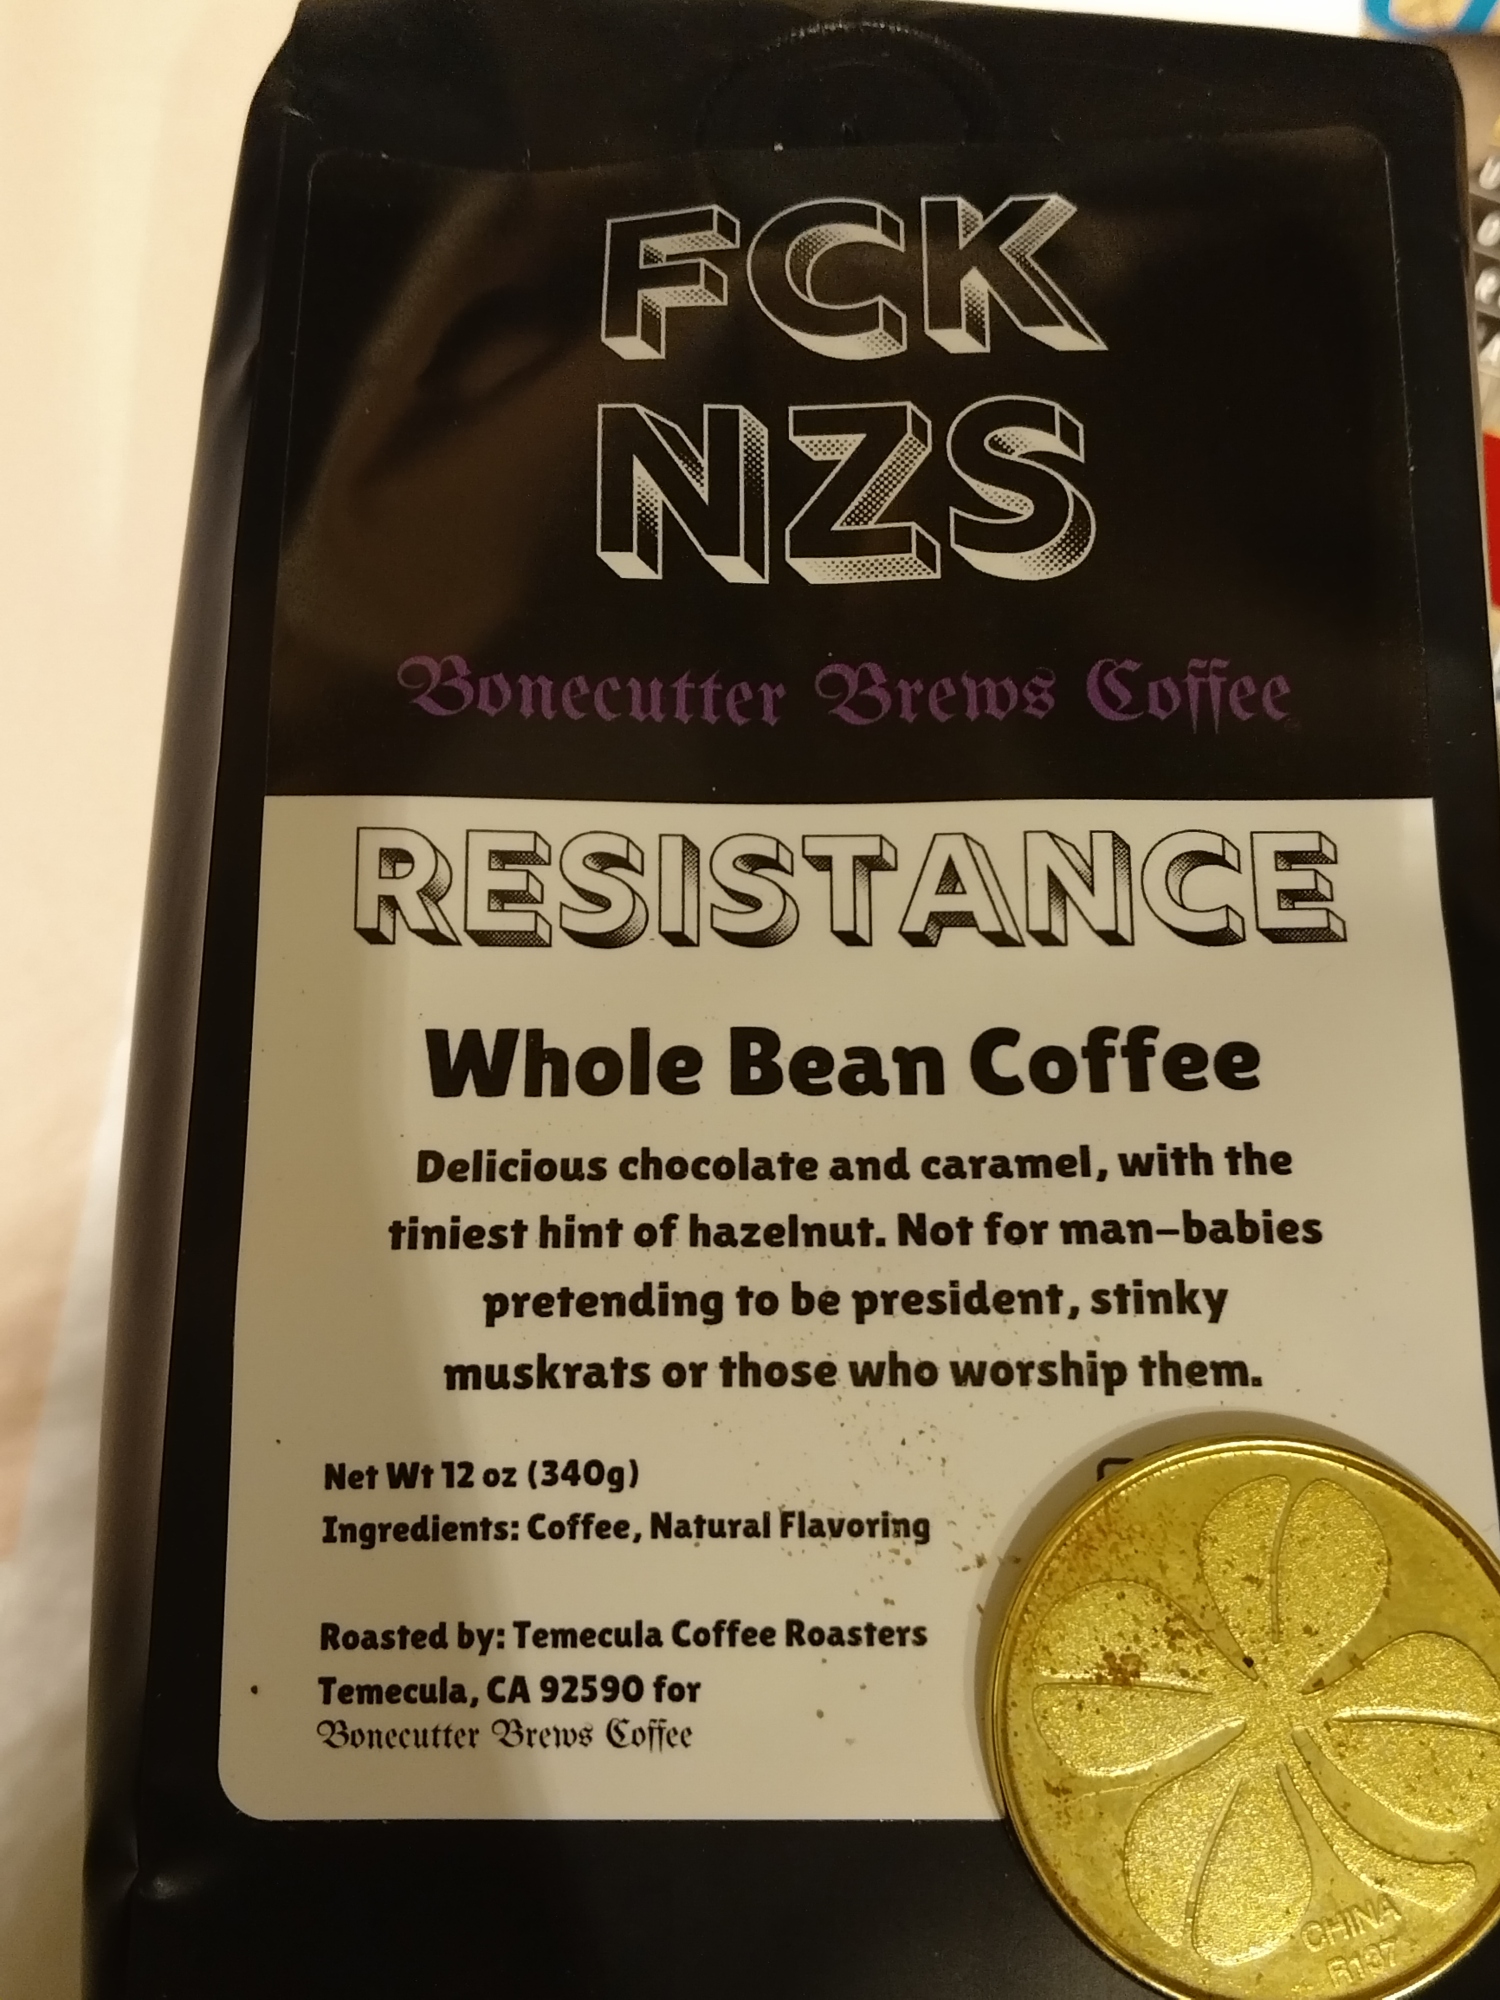 FCK
NZS
Bonecutter Brews Coffee
RESISTANCE
Whole Bean Coffee
Delicious chocolate and caramel, with the
tiniest hint of hazelnut. Not for man-babies
pretending to be president, stinky
muskrats or those who worship them.
Net Wt 12 oz (340g)
Ingredients: Coffee, Natural Flavoring
Roasted by: Temecula Coffee Roasters
Temecula, CA 92590 for
Bonecutter Brews Coffee
CHINA
R137